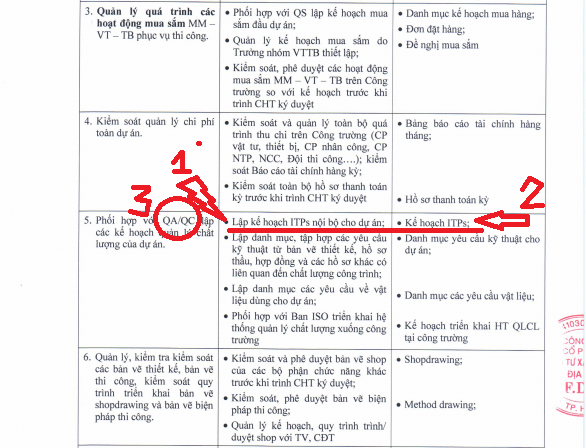 3. Quản lý quá trình các
hoạt động mua sắm MM –
VT – TB phục vụ thi công.
• Phối hợp với QS lập kế hoạch mua
sắm đầu dự án;
• Quản lý kế hoạch mua sắm do
Trưởng nhóm VTTB thiết lập;
• Kiểm soát, phê duyệt các hoạt động
mua sắm MM – VT – TB trên Công
trường so với kế hoạch trước khi
trình CHT ký duyệt
• Danh mục kế hoạch mua hàng;
• Đơn đặt hàng;
• Đề nghị mua sắm
4. Kiểm soát quản lý chi phí
toàn dự án.
• Kiểm soát và quản lý toàn bộ quá
trình thu chi trên Công trường (CP
vật tư, thiết bị, CP nhân công, CP
NTP, NCC, Đội thi công….); kiểm
soát Báo cáo tài chính hàng kỳ;
• Kiểm soát toàn bộ hồ sơ thanh toán
kỳ trước khi trình CHT ký duyệt
• Bảng báo cáo tài chính hàng
tháng;
• Hồ sơ thanh toán kỳ
1
2
3
5. Phối hợp với QA/QC lập
các kế hoạch quản lý chất
lượng của dự án.
• Lập kế hoạch ITPs nội bộ cho dự án;
• Lập danh mục, tập hợp các yêu cầu
kỹ thuật từ bản vẽ thiết kế, hồ sơ
thầu, hợp đồng và các hồ sơ khác có
liên quan đến chất lượng công trình;
• Lập danh mục các yêu cầu về vật
liệu dùng cho dự án;
• Phối hợp với Ban ISO triển khai hệ
thống quản lý chất lượng xuống công
trường
• Kế hoạch ITPs;
• Danh mục yêu cầu kỹ thuật cho
dự án;
• Danh mục các yêu cầu vật liệu;
• Kế hoạch triển khai HT QLCL
tại công trường
6. Quản lý, kiểm tra kiểm soát
các bản vẽ thiết kế, bản vẽ
thi công, kiểm soát quy
trình triển khai bản vẽ
shopdrawing và bản vẽ biện
pháp thi công.
• Kiểm soát và phê duyệt bản vẽ shop
của các bộ phận chức năng khác
trước khi trình CHT ký duyệt;
• Kiểm soát, phê duyệt bản vẽ biện
pháp thi công;
• Quản lý kế hoạch, quy trình trình/
duyệt shop với TV, CĐT
• Shopdrawing;
• Method drawing;